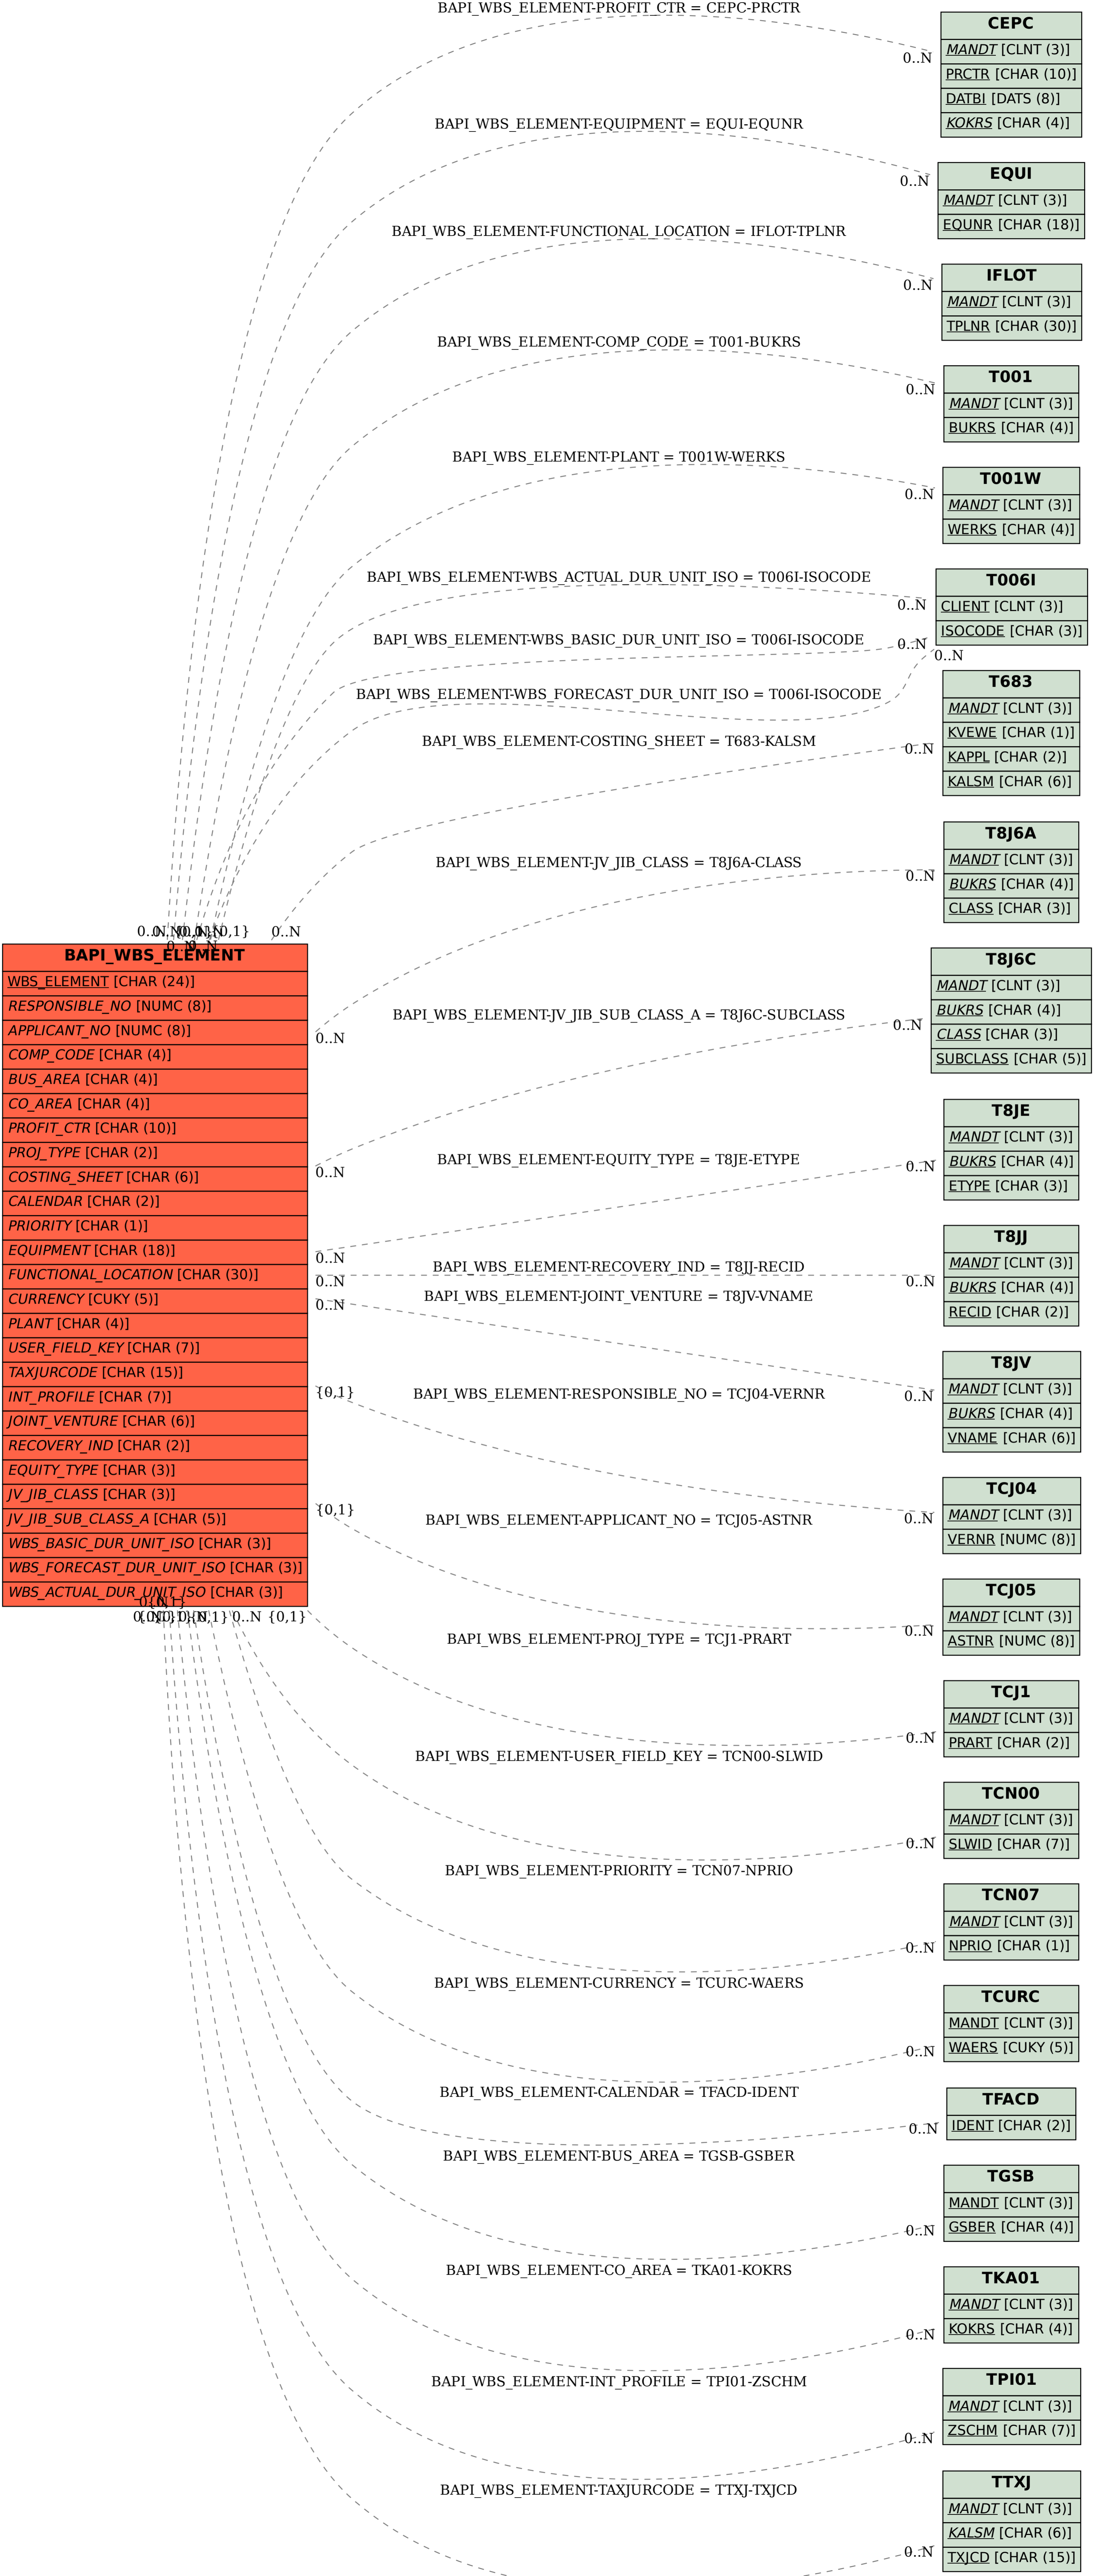 BAPI_WBS_ELEMENT-PROFIT_CTR = CEPC-PRCTR
0..N
CEPC
MANDT [CLNT (3)]
PRCTR [CHAR (10)]
DATBI [DATS (8)]
KOKRS [CHAR (4)]
BAPI_WBS_ELEMENT-EQUIPMENT = EQUI-EQUNR
0..N
EQUI
MANDT [CLNT (3)]
EQUNR [CHAR (18)]
BAPI_WBS_ELEMENT-FUNCTIONAL_LOCATION = IFLOT-TPLNR
0..N
IFLOT
MANDT [CLNT (3)]
TPLNR [CHAR (30)]
BAPI_WBS_ELEMENT-COMP_CODE = T001-BUKRS
0..N
T001
MANDT [CLNT (3)]
BUKRS [CHAR (4)]
BAPI_WBS_ELEMENT-PLANT = T001W-WERKS
0..N
T001W
MANDT [CLNT (3)]
WERKS [CHAR (4)]
BAPI_WBS_ELEMENT-WBS_ACTUAL_DUR_UNIT_ISO = T006I-ISOCODE
0..N
BAPI_WBS_ELEMENT-WBS_BASIC_DUR_UNIT_ISO = T006I-ISOCODE
0..N
T006I
CLIENT [CLNT (3)]
ISOCODE [CHAR (3)]
0..N
BAPI_WBS_ELEMENT-WBS_FORECAST_DUR_UNIT_ISO = T006I-ISOCODE
BAPI_WBS_ELEMENT-COSTING_SHEET = T683-KALSM
0..N
T683
MANDT [CLNT (3)]
KVEWE [CHAR (1)]
KAPPL [CHAR (2)]
KALSM [CHAR (6)]
BAPI_WBS_ELEMENT-JV_JIB_CLASS = T8J6A-CLASS
0..N
T8J6A
MANDT [CLNT (3)]
BUKRS [CHAR (4)]
CLASS [CHAR (3)]
0..N
BAPI_WBS_ELEMENT
WBS_ELEMENT [CHAR (24)]
RESPONSIBLE_NO [NUMC (8)]
APPLICANT_NO [NUMC (8)]
COMP_CODE [CHAR (4)]
BUS_AREA [CHAR (4)]
CO_AREA [CHAR (4)]
PROFIT_CTR [CHAR (10)]
PROJ_TYPE [CHAR (2)]
COSTING_SHEET [CHAR (6)]
CALENDAR [CHAR (2)]
PRIORITY [CHAR (1)]
EQUIPMENT [CHAR (18)]
FUNCTIONAL_LOCATION [CHAR (30)]
CURRENCY [CUKY (5)]
PLANT [CHAR (4)]
USER_FIELD_KEY [CHAR (7)]
TAXJURCODE [CHAR (15)]
INT_PROFILE [CHAR (7)]
JOINT_VENTURE [CHAR (6)]
RECOVERY_IND [CHAR (2)]
EQUITY_TYPE [CHAR (3)]
JV_JIB_CLASS [CHAR (3)]
JV_JIB_SUB_CLASS_A [CHAR (5)]
WBS_BASIC_DUR_UNIT_ISO [CHAR (3)]
WBS_FORECAST_DUR_UNIT_ISO [CHAR (3)]
WBS_ACTUAL_DUR_UNIT_ISO [CHAR (3)]
0..N
0..N
0..N
0..N
0..N
{0,1}
{0,1}
0..N {0,1}
BAPI_WBS_ELEMENT-JV_JIB_SUB_CLASS_A = T8J6C-SUBCLASS
0..N
T8J6C
MANDT [CLNT (3)]
BUKRS [CHAR (4)]
CLASS [CHAR (3)]
SUBCLASS [CHAR (5)]
BAPI_WBS_ELEMENT-EQUITY_TYPE = T8JE-ETYPE
0..N
T8JE
MANDT [CLNT (3)]
BUKRS [CHAR (4)]
ETYPE [CHAR (3)]
BAPI_WBS_ELEMENT-RECOVERY_IND = T8JJ-RECID
0..N
T8JJ
MANDT [CLNT (3)]
BUKRS [CHAR (4)]
RECID [CHAR (2)]
BAPI_WBS_ELEMENT-JOINT_VENTURE = T8JV-VNAME
0..N
T8JV
MANDT [CLNT (3)]
BUKRS [CHAR (4)]
VNAME [CHAR (6)]
BAPI_WBS_ELEMENT-RESPONSIBLE_NO = TCJ04-VERNR
0..N
TCJ04
MANDT [CLNT (3)]
VERNR [NUMC (8)]
BAPI_WBS_ELEMENT-APPLICANT_NO = TCJ05-ASTNR
0..N
TCJ05
MANDT [CLNT (3)]
ASTNR [NUMC (8)]
BAPI_WBS_ELEMENT-PROJ_TYPE = TCJ1-PRART
0..N
TCJ1
MANDT [CLNT (3)]
PRART [CHAR (2)]
BAPI_WBS_ELEMENT-USER_FIELD_KEY = TCN00-SLWID
0..N
TCN00
MANDT [CLNT (3)]
SLWID [CHAR (7)]
BAPI_WBS_ELEMENT-PRIORITY = TCN07-NPRIO
0..N
TCN07
MANDT [CLNT (3)]
NPRIO [CHAR (1)]
BAPI_WBS_ELEMENT-CURRENCY = TCURC-WAERS
0..N
TCURC
MANDT [CLNT (3)]
WAERS [CUKY (5)]
BAPI_WBS_ELEMENT-CALENDAR = TFACD-IDENT
0..N
TFACD
IDENT [CHAR (2)]
BAPI_WBS_ELEMENT-BUS_AREA = TGSB-GSBER
0..N
TGSB
MANDT [CLNT (3)]
GSBER [CHAR (4)]
BAPI_WBS_ELEMENT-CO_AREA = TKA01-KOKRS
0..N
TKA01
MANDT [CLNT (3)]
KOKRS [CHAR (4)]
BAPI_WBS_ELEMENT-INT_PROFILE = TPI01-ZSCHM
0..N
TPI01
MANDT [CLNT (3)]
ZSCHM [CHAR (7)]
BAPI_WBS_ELEMENT-TAXJURCODE = TTXJ-TXJCD
0..N
TTXJ
MANDT [CLNT (3)]
KALSM [CHAR (6)]
TXJCD [CHAR (15)]